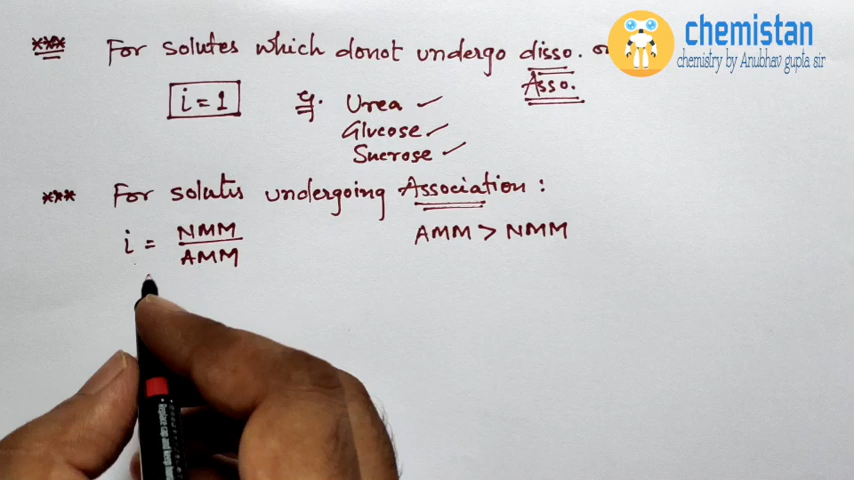 *** For solutes which donot undergo disso. or
Asso.
i = 1
eg. Urea ✓
Glucose ✓
Sucrose ✓
*** For solutes undergoing Association :
i = NMM / AMM
AMM > NMM
chemistan
chemistry by Anubhav gupta sir